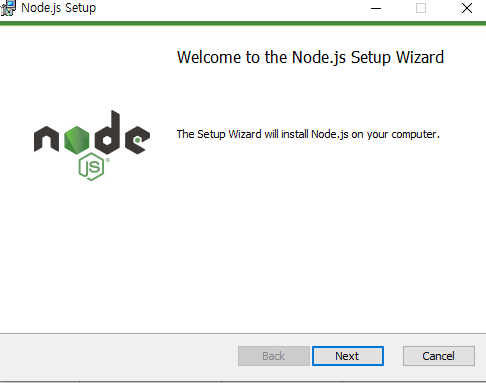 Node.js Setup
Welcome to the Node.js Setup Wizard
node
JS
The Setup Wizard will install Node.js on your computer.
Back
Next
Cancel